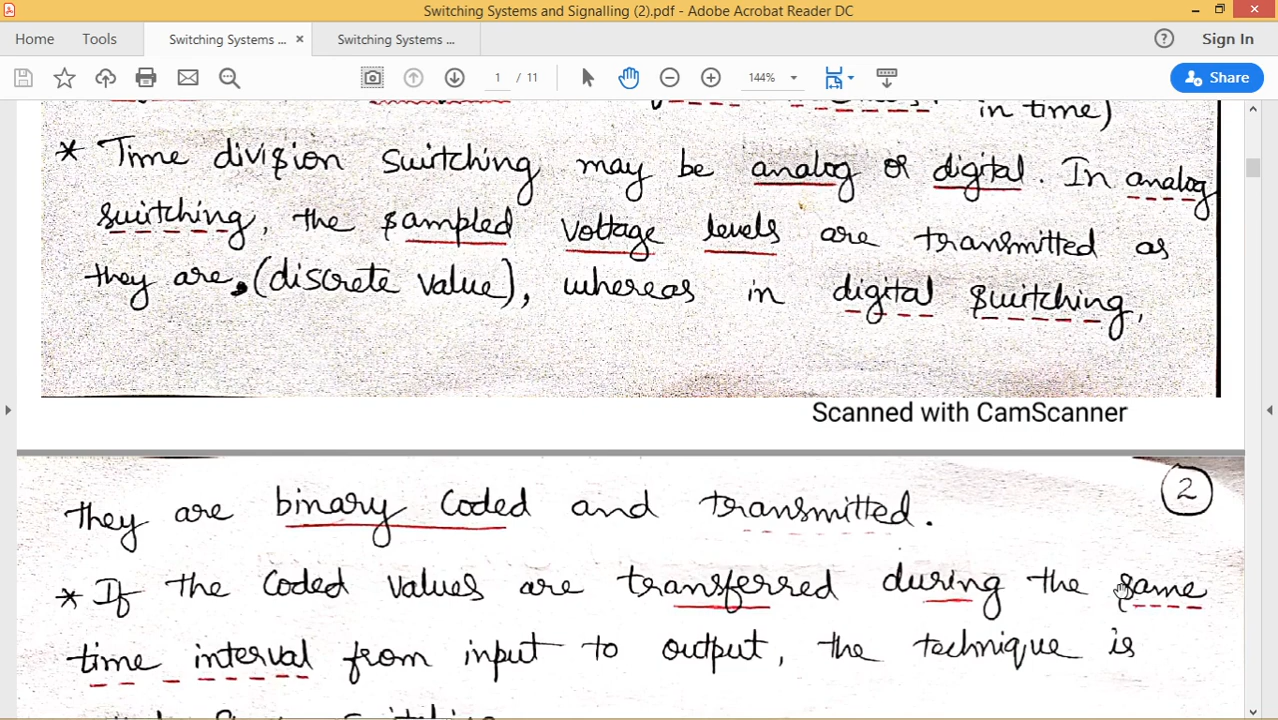 Switching Systems and Signalling (2).pdf - Adobe Acrobat Reader DC
Home Tools Switching Systems ... × Switching Systems ... Sign In
1 / 11 144% Share
in time)
* Time division switching may be analog or digital. In analog
switching, the sampled voltage levels are transmitted as
they are, (discrete value), whereas in digital switching,
Scanned with CamScanner
2
they are binary coded and transmitted.
* If the coded values are transferred during the same
time interval from input to output, the technique is
switching